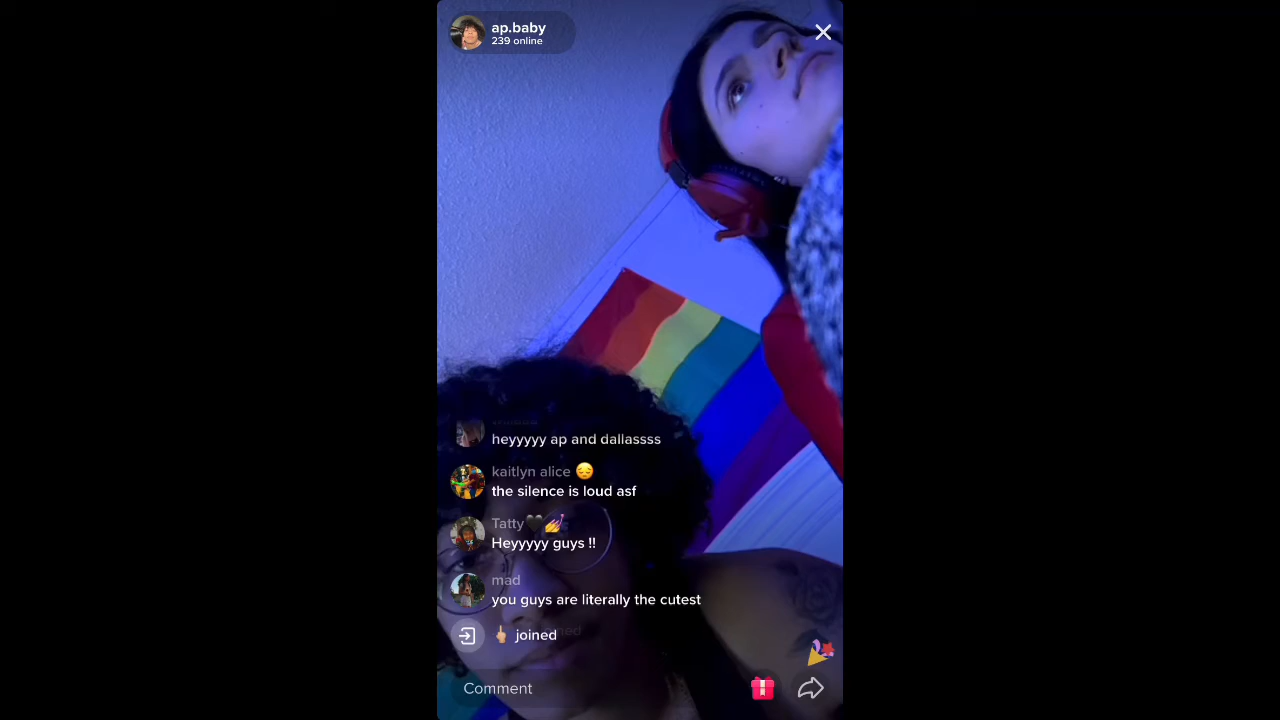 ap.baby
239 online
heyyyyy ap and dallassss
kaitlyn alice 😔
the silence is loud asf
Tatty🖤💅
Heyyyyy guys !!
mad
you guys are literally the cutest
🖕🏼 joined
Comment